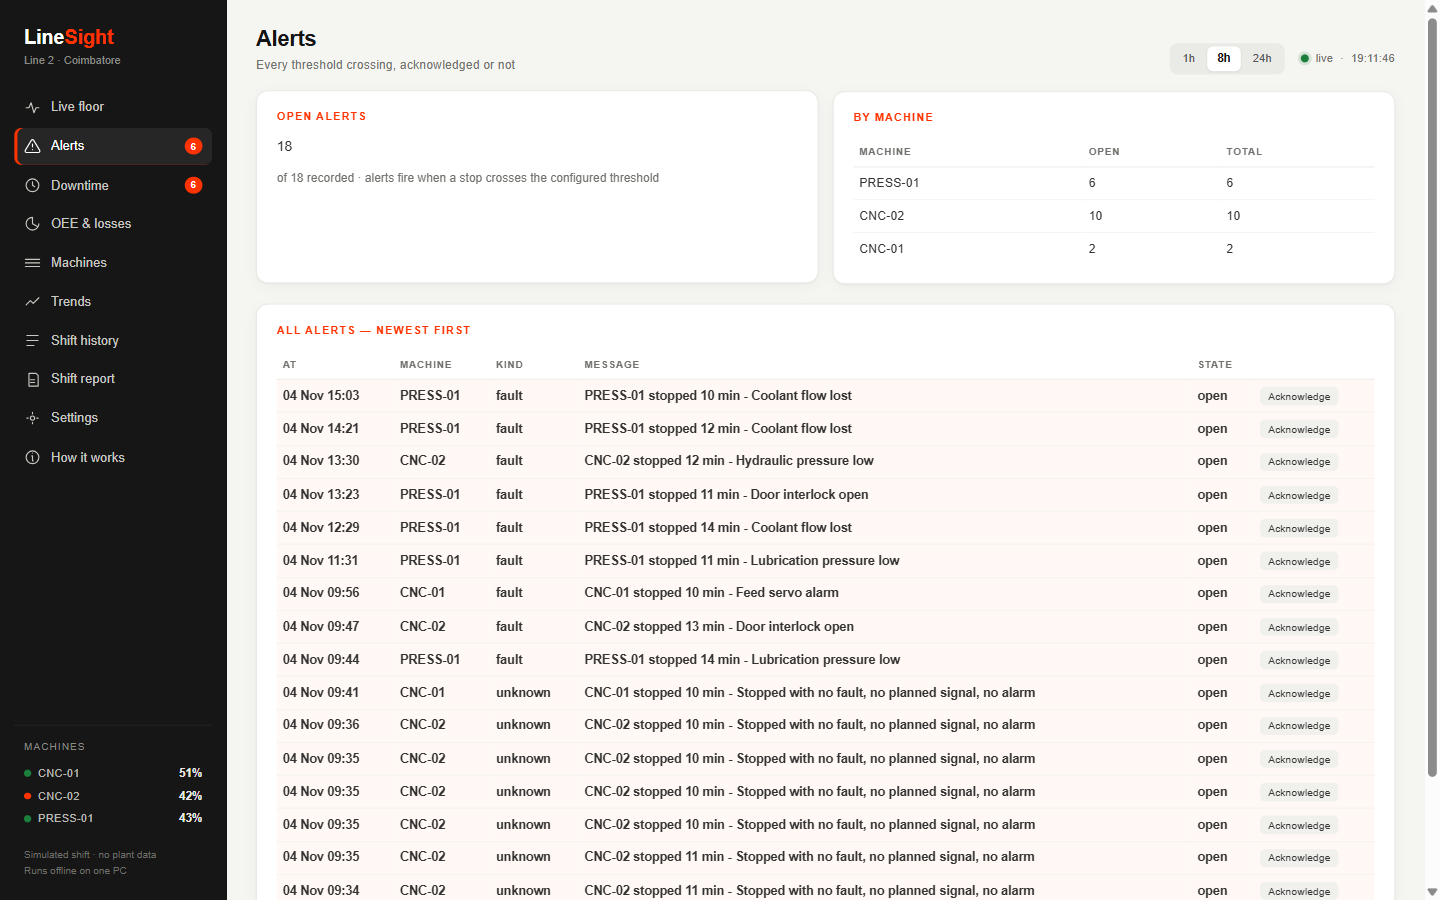 LineSight
Line 2 · Coimbatore
Live floor
Alerts 6
Downtime 6
OEE & losses
Machines
Trends
Shift history
Shift report
Settings
How it works
MACHINES
CNC-01 51%
CNC-02 42%
PRESS-01 43%
Simulated shift · no plant data
Runs offline on one PC
Alerts
Every threshold crossing, acknowledged or not
1h 8h 24h live · 19:11:46
OPEN ALERTS
18
of 18 recorded · alerts fire when a stop crosses the configured threshold
BY MACHINE
MACHINE OPEN TOTAL
PRESS-01 6 6
CNC-02 10 10
CNC-01 2 2
ALL ALERTS — NEWEST FIRST
AT MACHINE KIND MESSAGE STATE
04 Nov 15:03 PRESS-01 fault PRESS-01 stopped 10 min - Coolant flow lost open Acknowledge
04 Nov 14:21 PRESS-01 fault PRESS-01 stopped 12 min - Coolant flow lost open Acknowledge
04 Nov 13:30 CNC-02 fault CNC-02 stopped 12 min - Hydraulic pressure low open Acknowledge
04 Nov 13:23 PRESS-01 fault PRESS-01 stopped 11 min - Door interlock open open Acknowledge
04 Nov 12:29 PRESS-01 fault PRESS-01 stopped 14 min - Coolant flow lost open Acknowledge
04 Nov 11:31 PRESS-01 fault PRESS-01 stopped 11 min - Lubrication pressure low open Acknowledge
04 Nov 09:56 CNC-01 fault CNC-01 stopped 10 min - Feed servo alarm open Acknowledge
04 Nov 09:47 CNC-02 fault CNC-02 stopped 13 min - Door interlock open open Acknowledge
04 Nov 09:44 PRESS-01 fault PRESS-01 stopped 14 min - Lubrication pressure low open Acknowledge
04 Nov 09:41 CNC-01 unknown CNC-01 stopped 10 min - Stopped with no fault, no planned signal, no alarm open Acknowledge
04 Nov 09:36 CNC-02 unknown CNC-02 stopped 10 min - Stopped with no fault, no planned signal, no alarm open Acknowledge
04 Nov 09:35 CNC-02 unknown CNC-02 stopped 10 min - Stopped with no fault, no planned signal, no alarm open Acknowledge
04 Nov 09:35 CNC-02 unknown CNC-02 stopped 10 min - Stopped with no fault, no planned signal, no alarm open Acknowledge
04 Nov 09:35 CNC-02 unknown CNC-02 stopped 10 min - Stopped with no fault, no planned signal, no alarm open Acknowledge
04 Nov 09:35 CNC-02 unknown CNC-02 stopped 11 min - Stopped with no fault, no planned signal, no alarm open Acknowledge
04 Nov 09:34 CNC-02 unknown CNC-02 stopped 11 min - Stopped with no fault, no planned signal, no alarm open Acknowledge